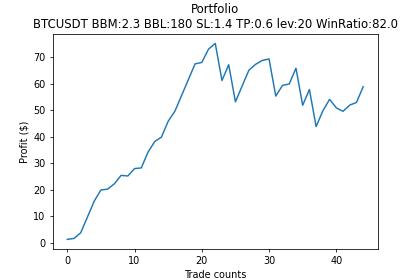 Portfolio
BTCUSDT BBM:2.3 BBL:180 SL:1.4 TP:0.6 lev:20 WinRatio:82.0
Profit ($)
70
60
50
40
30
20
10
0
0 10 20 30 40
Trade counts